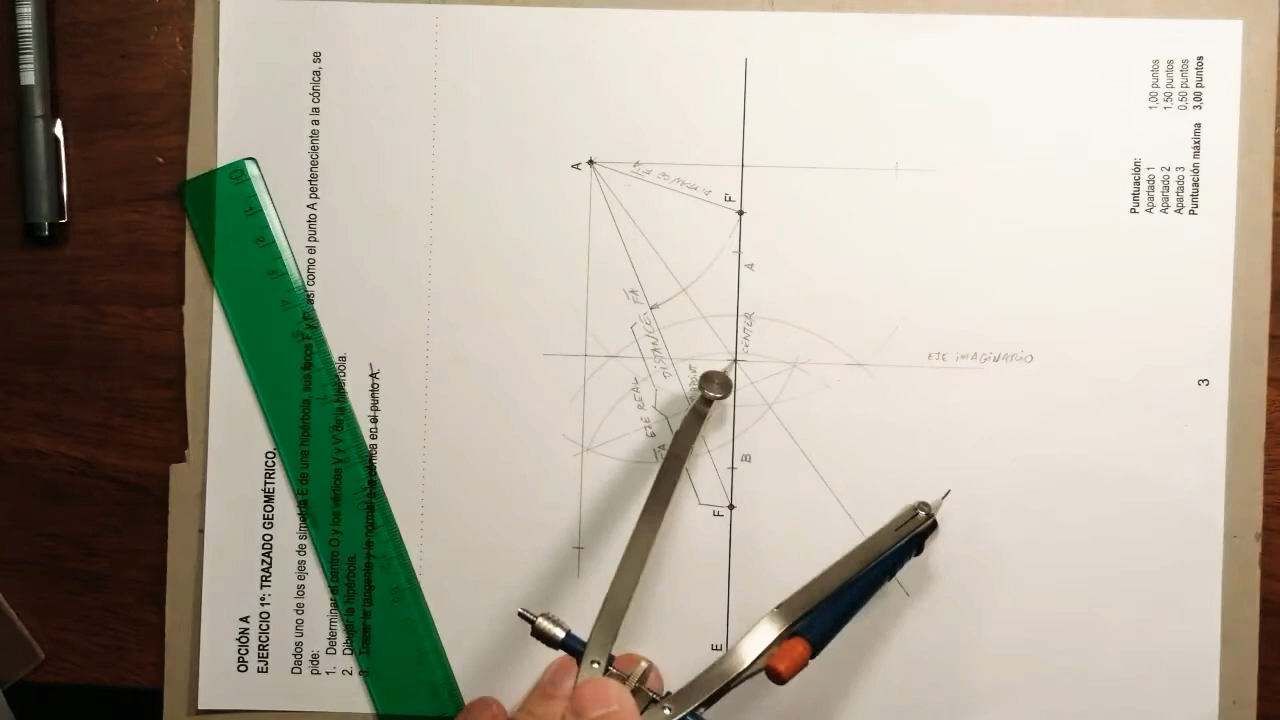 OPCIÓN A
EJERCICIO 1º: TRAZADO GEOMÉTRICO.
Dados uno de los ejes de simetría E de una hipérbola, sus focos F y F', así como el punto A perteneciente a la cónica, se
pide:
1. Determinar el centro O y los vértices V y V' de la hipérbola.
2. Dibujar la hipérbola.
3. Trazar la tangente y la normal a la cónica en el punto A.
A
F'
A
DISTANCE FA
CENTER
EJE REAL
MIDPOINT
EJE IMAGINARIO
B
F
E
Puntuación:
Apartado 1 1,00 puntos
Apartado 2 1,50 puntos
Apartado 3 0,50 puntos
Puntuación máxima 3,00 puntos
3